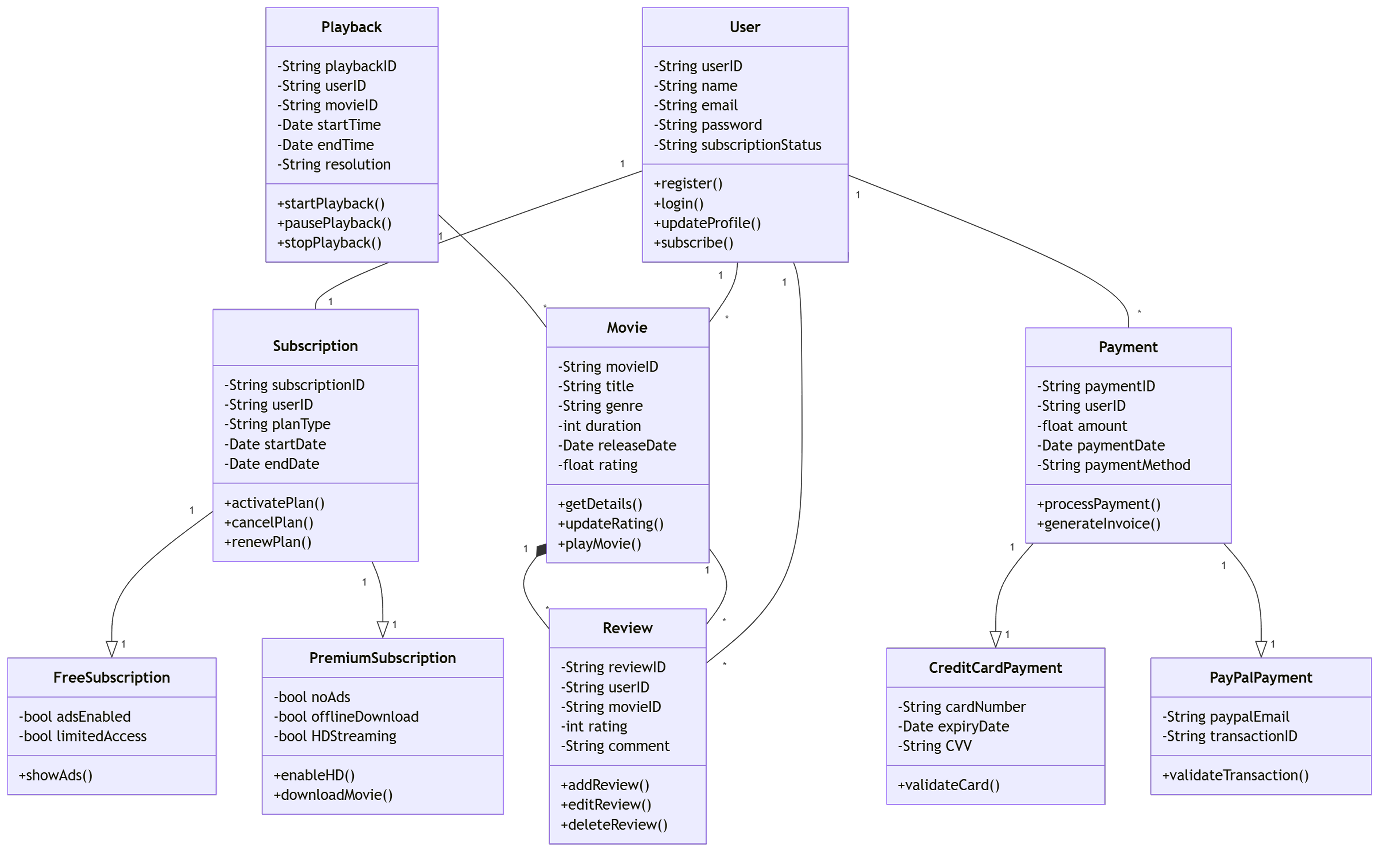 Playback
-String playbackID
-String userID
-String movieID
-Date startTime
-Date endTime
-String resolution
+startPlayback()
+pausePlayback()
+stopPlayback()
User
-String userID
-String name
-String email
-String password
-String subscriptionStatus
+register()
+login()
+updateProfile()
+subscribe()
1
1
1
1
1
1
*
*
*
Subscription
-String subscriptionID
-String userID
-String planType
-Date startDate
-Date endDate
+activatePlan()
+cancelPlan()
+renewPlan()
Movie
-String movieID
-String title
-String genre
-int duration
-Date releaseDate
-float rating
+getDetails()
+updateRating()
+playMovie()
Payment
-String paymentID
-String userID
-float amount
-Date paymentDate
-String paymentMethod
+processPayment()
+generateInvoice()
1
1
1
1
1
1
1
1
*
*
*
1
1
FreeSubscription
-bool adsEnabled
-bool limitedAccess
+showAds()
PremiumSubscription
-bool noAds
-bool offlineDownload
-bool HDStreaming
+enableHD()
+downloadMovie()
Review
-String reviewID
-String userID
-String movieID
-int rating
-String comment
+addReview()
+editReview()
+deleteReview()
CreditCardPayment
-String cardNumber
-Date expiryDate
-String CVV
+validateCard()
PayPalPayment
-String paypalEmail
-String transactionID
+validateTransaction()